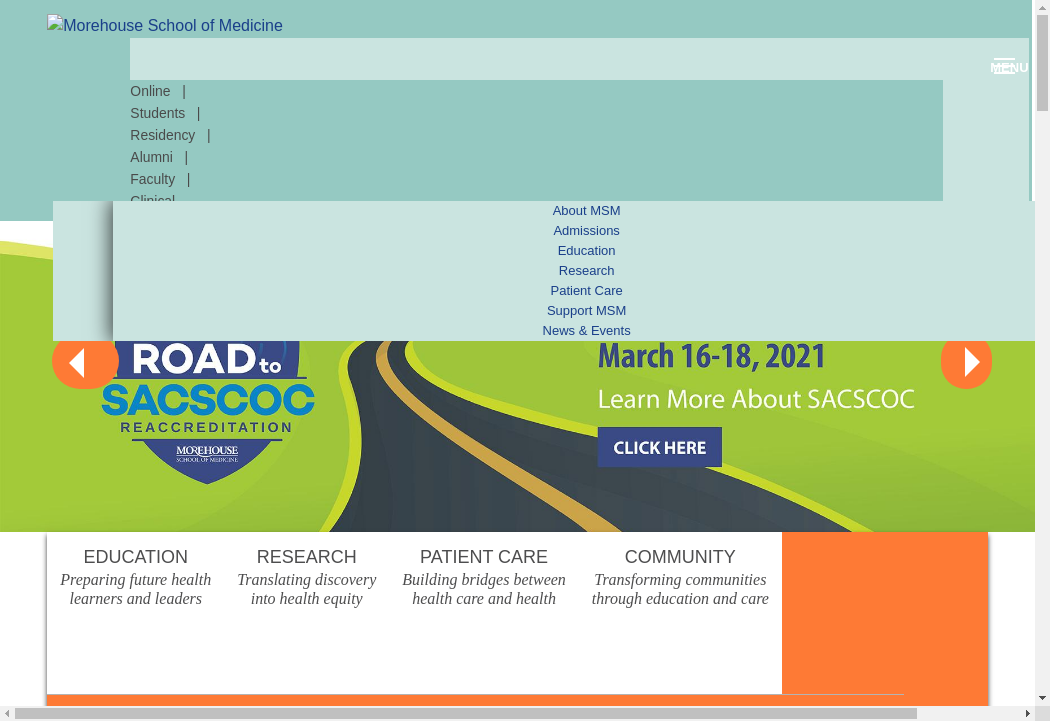 Morehouse School of Medicine
MENU
Online |
Students |
Residency |
Alumni |
Faculty |
Clinical
About MSM
Admissions
Education
Research
Patient Care
Support MSM
News & Events
ROAD to
SACSCOC
REACCREDITATION
MOREHOUSE
SCHOOL OF MEDICINE
March 16-18, 2021
Learn More About SACSCOC
CLICK HERE
EDUCATION
Preparing future health
learners and leaders
RESEARCH
Translating discovery
into health equity
PATIENT CARE
Building bridges between
health care and health
COMMUNITY
Transforming communities
through education and care